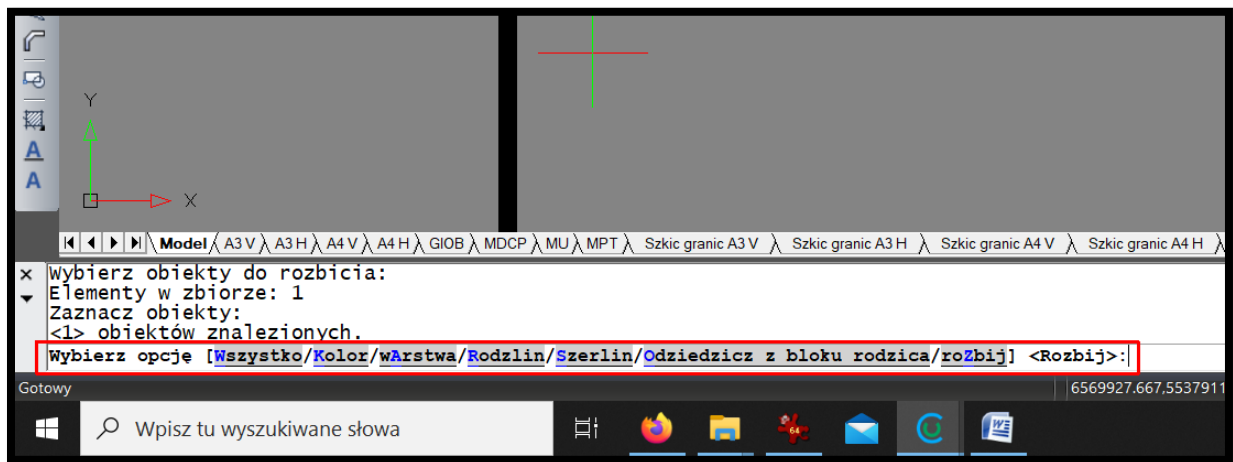 Y
A
A
X
Model A3 V A3 H A4 V A4 H GIOB MDCP MU MPT Szkic granic A3 V Szkic granic A3 H Szkic granic A4 V Szkic granic A4 H
Wybierz obiekty do rozbicia:
Elementy w zbiorze: 1
Zaznacz obiekty:
<1> obiektów znalezionych.
Wybierz opcję [Wszystko/Kolor/wArstwa/Rodzlin/Szerlin/Odziedzicz z bloku rodzica/roZbij] <Rozbij>:
Gotowy 6569927.667,5537911
Wpisz tu wyszukiwane słowa 64 W